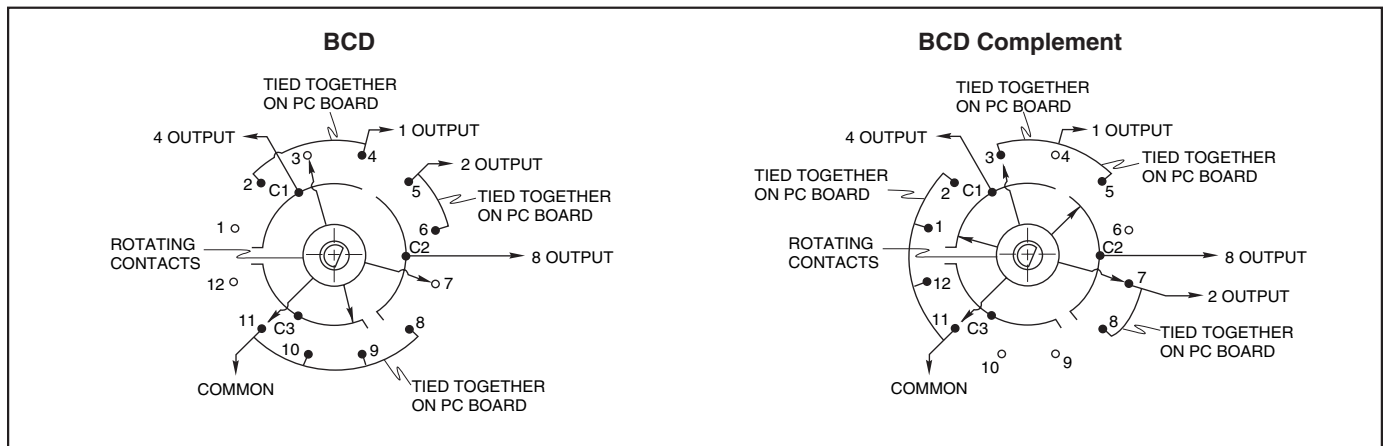 BCD
TIED TOGETHER
ON PC BOARD
4 OUTPUT
1 OUTPUT
3
4
2 OUTPUT
2
C1
5
TIED TOGETHER
ON PC BOARD
1
6
ROTATING
CONTACTS
C2
8 OUTPUT
12
7
11
C3
8
10
9
COMMON
TIED TOGETHER
ON PC BOARD
BCD Complement
TIED TOGETHER
ON PC BOARD
4 OUTPUT
1 OUTPUT
3
4
TIED TOGETHER
ON PC BOARD
TIED TOGETHER
ON PC BOARD
2
C1
5
1
6
ROTATING
CONTACTS
C2
8 OUTPUT
12
7
2 OUTPUT
11
C3
8
TIED TOGETHER
ON PC BOARD
10
9
COMMON